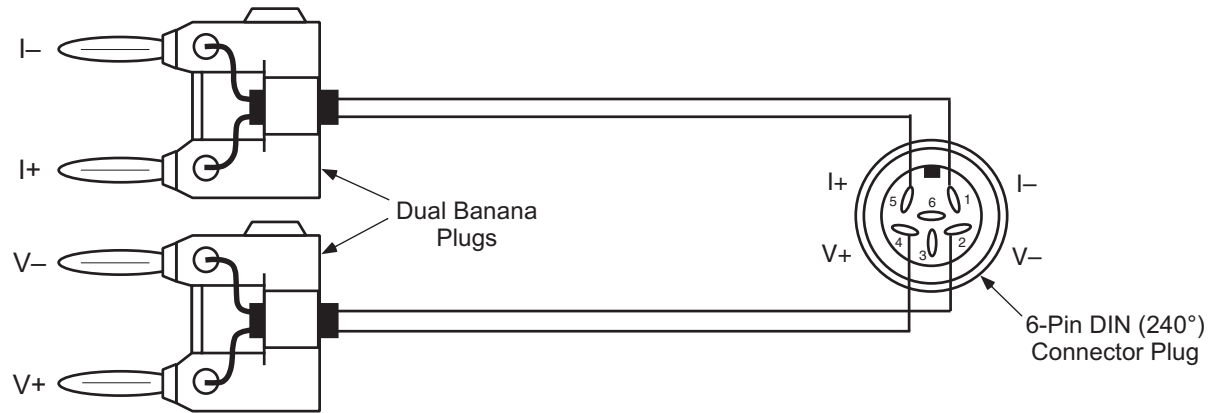 I–
I+
Dual Banana
Plugs
V–
V+
I+
I–
5
6
1
4
3
2
V+
V–
6-Pin DIN (240°)
Connector Plug